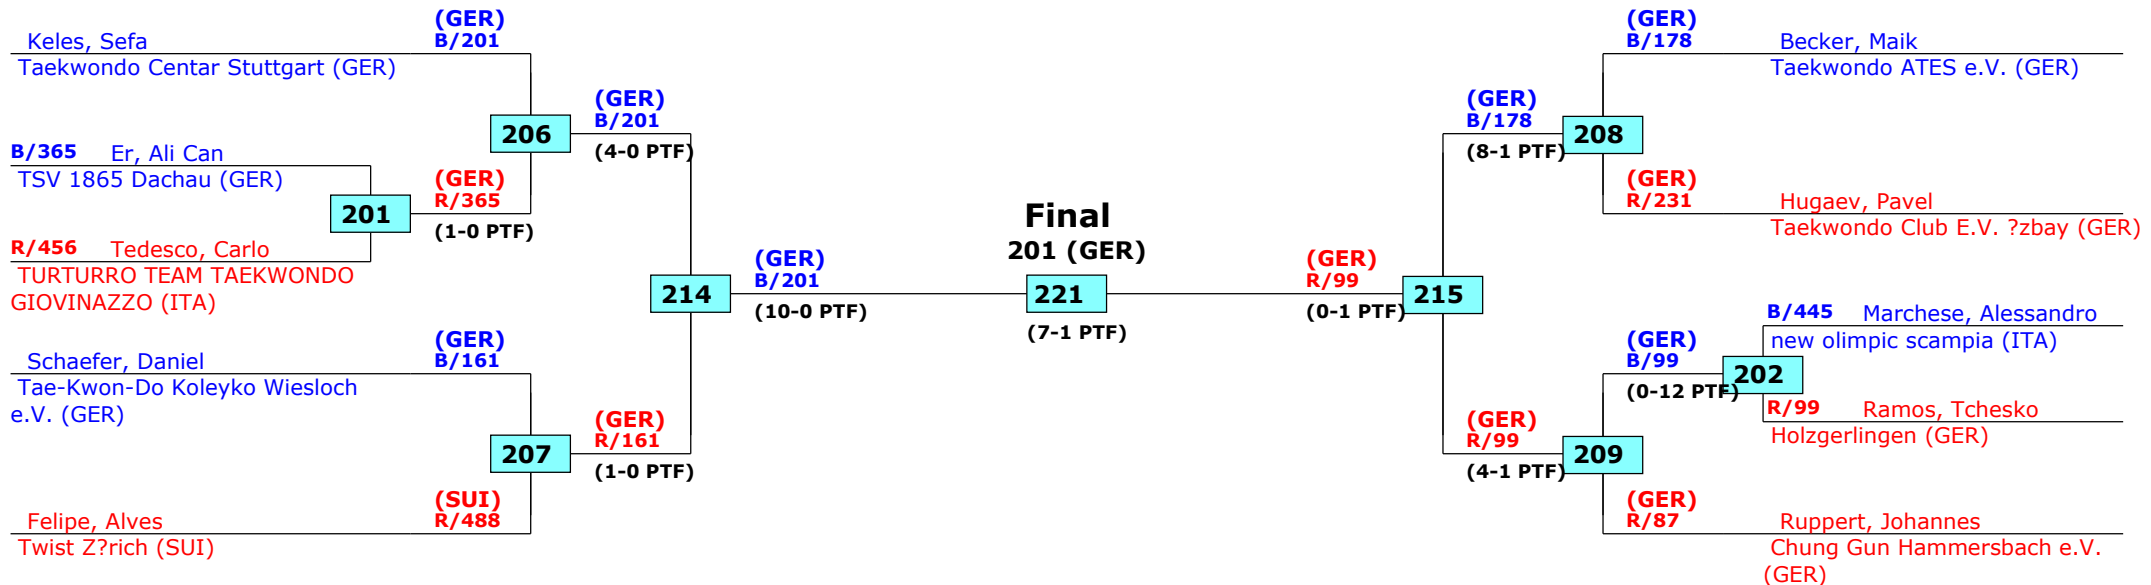 (GER)
B/201
Keles, Sefa
Taekwondo Centar Stuttgart (GER)
(GER)
B/201
206
(4-0 PTF)
B/365 Er, Ali Can
TSV 1865 Dachau (GER)
(GER)
R/365
201
(1-0 PTF)
R/456 Tedesco, Carlo
TURTURRO TEAM TAEKWONDO
GIOVINAZZO (ITA)
(GER)
B/201
214
(10-0 PTF)
(GER)
B/161
Schaefer, Daniel
Tae-Kwon-Do Koleyko Wiesloch
e.V. (GER)
(GER)
R/161
207
(1-0 PTF)
(SUI)
R/488
Felipe, Alves
Twist Z?rich (SUI)
Final
201 (GER)
221
(7-1 PTF)
(GER)
B/178
Becker, Maik
Taekwondo ATES e.V. (GER)
(GER)
B/178
208
(8-1 PTF)
(GER)
R/231
Hugaev, Pavel
Taekwondo Club E.V. ?zbay (GER)
(GER)
R/99
215
(0-1 PTF)
B/445 Marchese, Alessandro
new olimpic scampia (ITA)
(GER)
B/99
202
(0-12 PTF)
R/99 Ramos, Tchesko
Holzgerlingen (GER)
(GER)
R/99
209
(4-1 PTF)
(GER)
R/87
Ruppert, Johannes
Chung Gun Hammersbach e.V.
(GER)